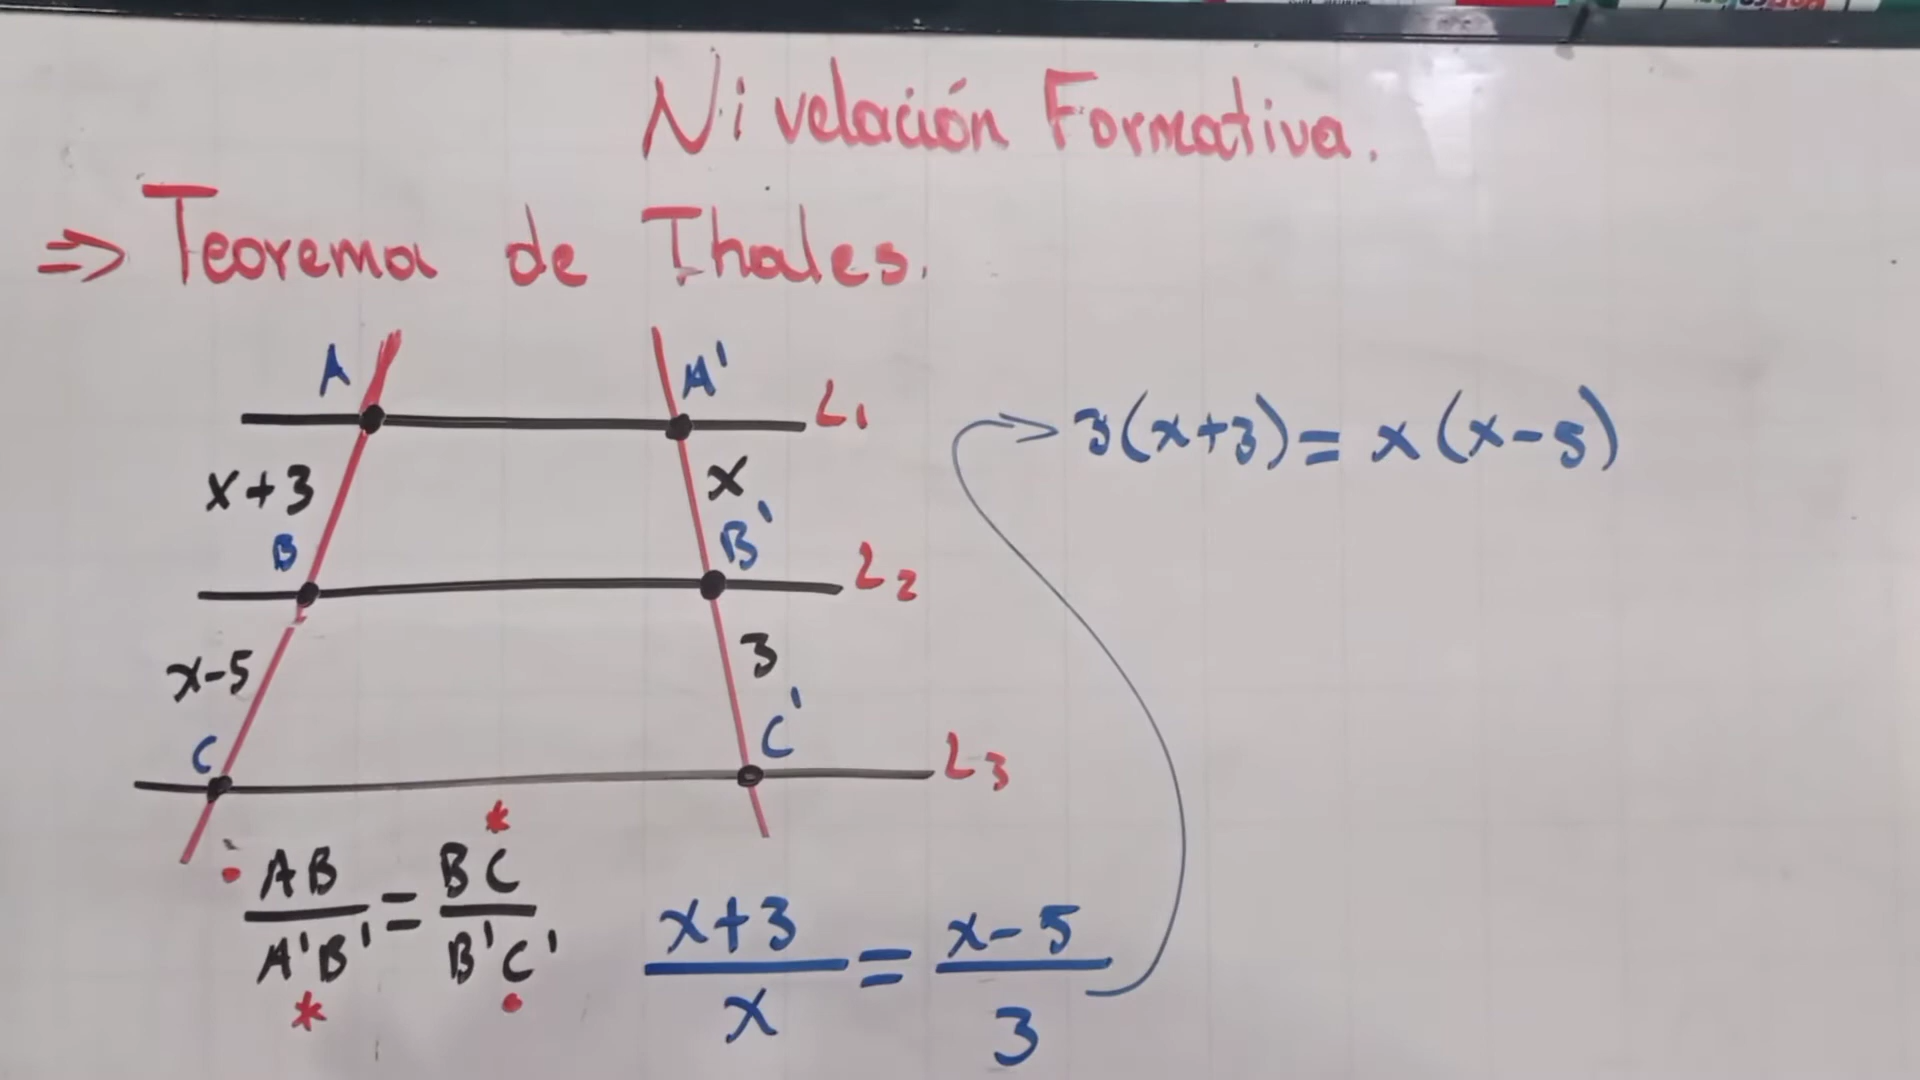 Nivelación Formativa.
⇒ Teorema de Thales.
A A' L₁
x+3 x
B B' L₂
x-5 3
C C' L₃
3(x+3) = x(x-5)
AB/A'B' = BC/B'C'
x+3/x = x-5/3